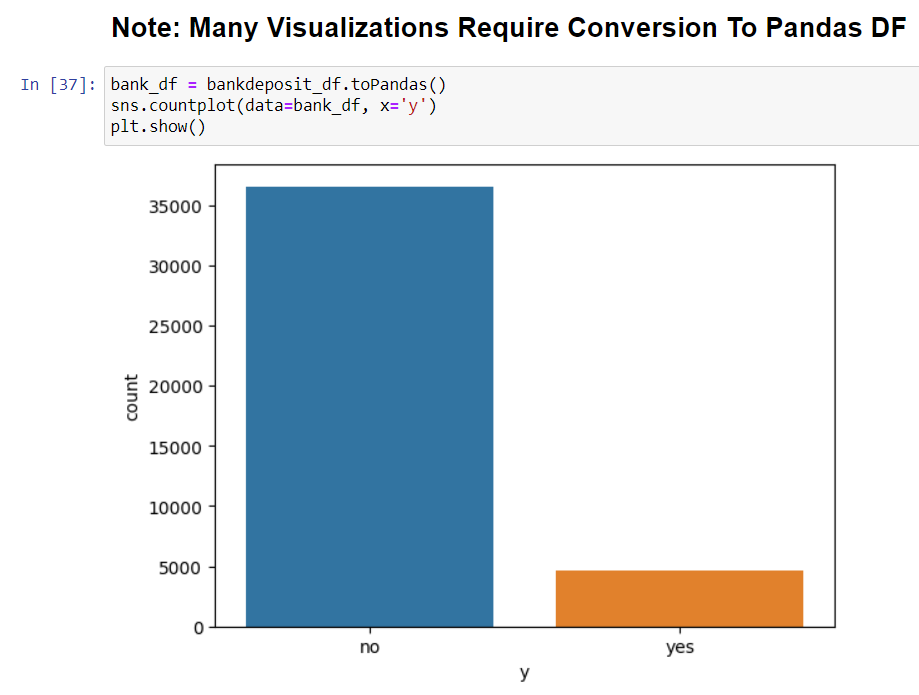 Note: Many Visualizations Require Conversion To Pandas DF
In [37]: bank_df = bankdeposit_df.toPandas()
sns.countplot(data=bank_df, x='y')
plt.show()
35000
30000
25000
20000
15000
10000
5000
0
count
no yes
y